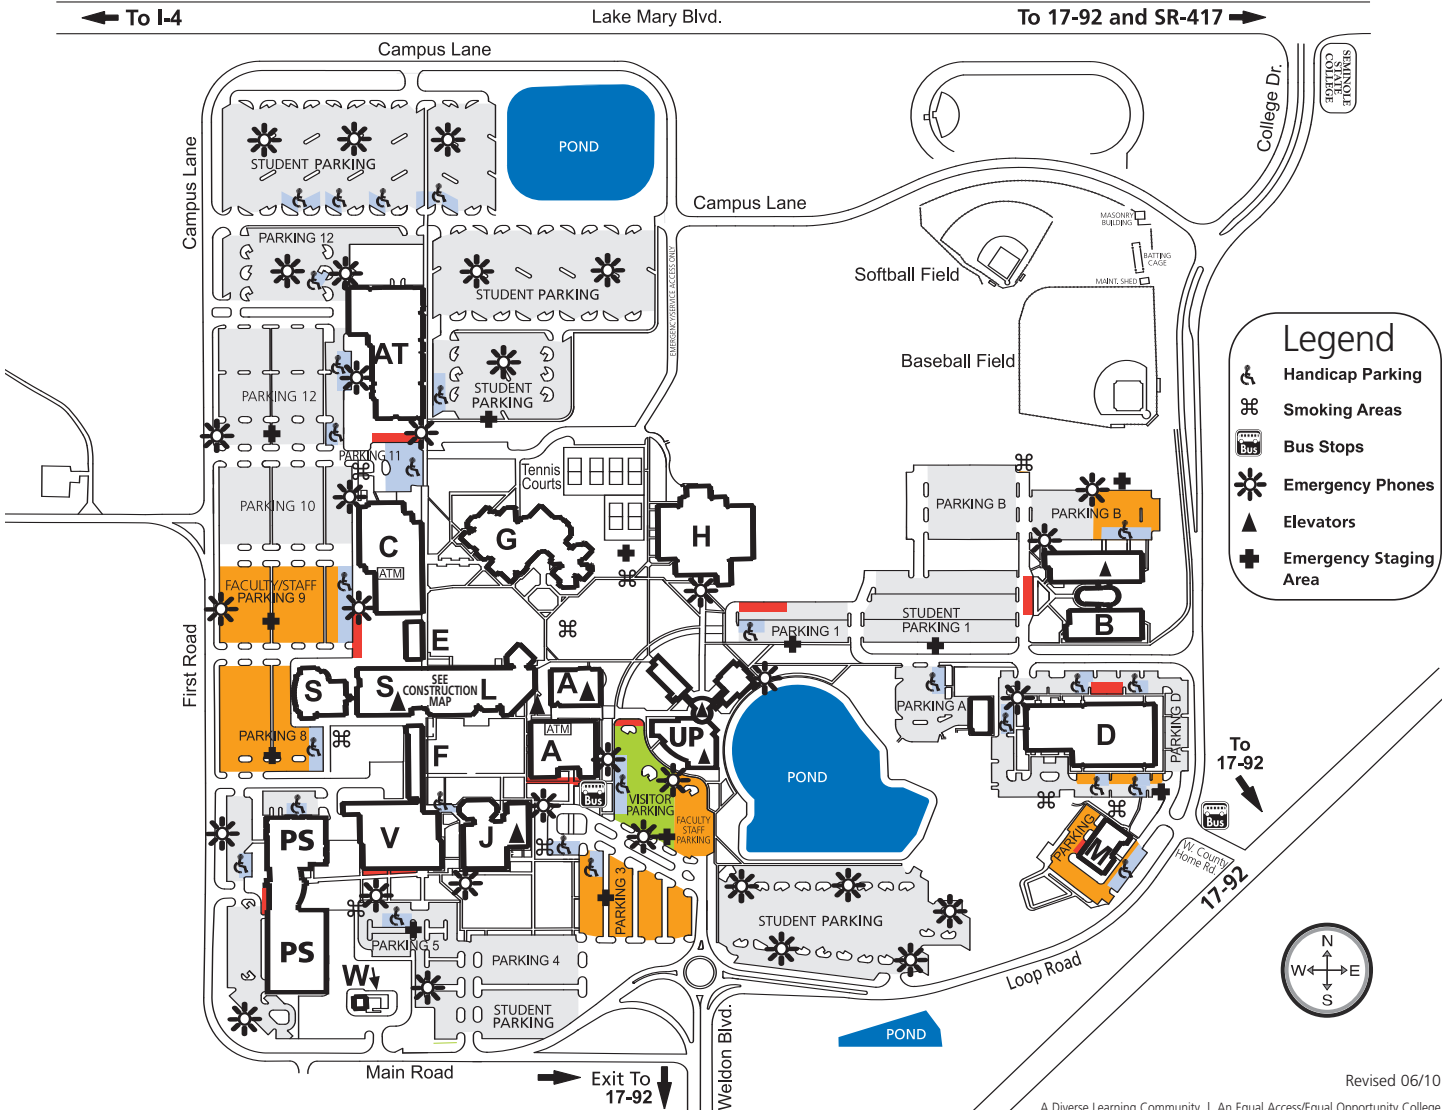 To I-4
Lake Mary Blvd.
To 17-92 and SR-417
Campus Lane
SEMINOLE
STATE
COLLEGE
College Dr.
Campus Lane
STUDENT PARKING
POND
Campus Lane
MASONRY
BUILDING
BATTING
CAGE
MAINT. SHED
PARKING 12
STUDENT PARKING
EMERGENCY/SERVICE ACCESS ONLY
Softball Field
Baseball Field
AT
STUDENT
PARKING
PARKING 12
Legend
Handicap Parking
Smoking Areas
Bus
Bus Stops
Emergency Phones
Elevators
Emergency Staging
Area
PARKING 11
Tennis
Courts
PARKING 10
PARKING B
PARKING B
C
ATM
G
H
FACULTY/STAFF
PARKING 9
STUDENT
PARKING 1
PARKING 1
B
E
First Road
S
S
SEE
CONSTRUCTION
MAP
L
A
PARKING A
PARKING D
D
PARKING 8
F
ATM
A
UP
POND
To
17-92
VISITOR
PARKING
Bus
FACULTY
STAFF
PARKING
Bus
PS
V
J
PARKING
M
W. County
Home Rd.
17-92
PARKING 3
STUDENT PARKING
PARKING 5
PS
PARKING 4
W
STUDENT
PARKING
Loop Road
N
W
E
S
POND
Weldon Blvd.
Main Road
Exit To
17-92
Revised 06/10
A Diverse Learning Community | An Equal Access/Equal Opportunity College